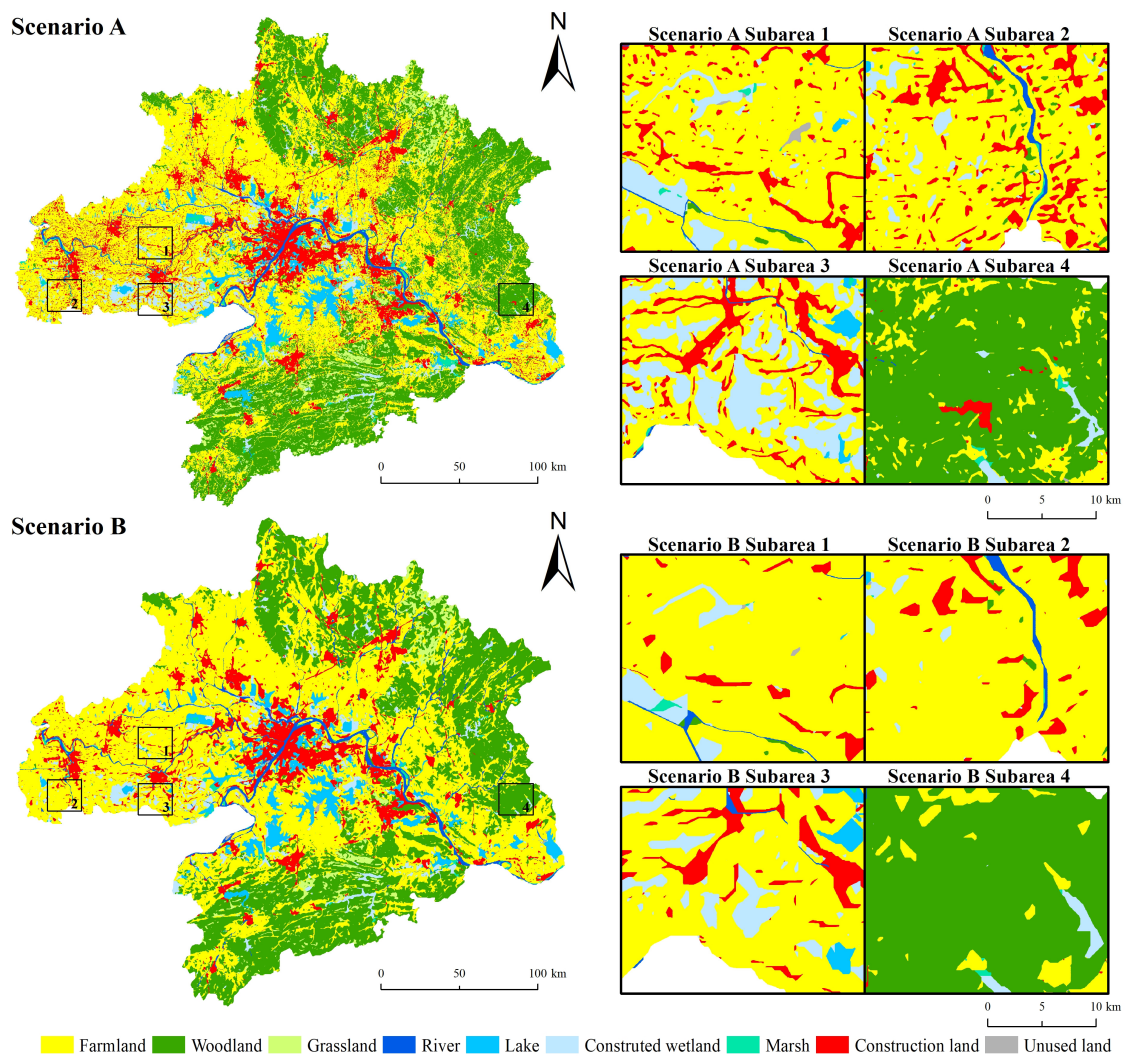 Scenario A
N
1
2
3
4
0 50 100 km
Scenario A Subarea 1
Scenario A Subarea 2
Scenario A Subarea 3
Scenario A Subarea 4
0 5 10 km
Scenario B
N
1
2
3
4
0 50 100 km
Scenario B Subarea 1
Scenario B Subarea 2
Scenario B Subarea 3
Scenario B Subarea 4
0 5 10 km
Farmland Woodland Grassland River Lake Construted wetland Marsh Construction land Unused land